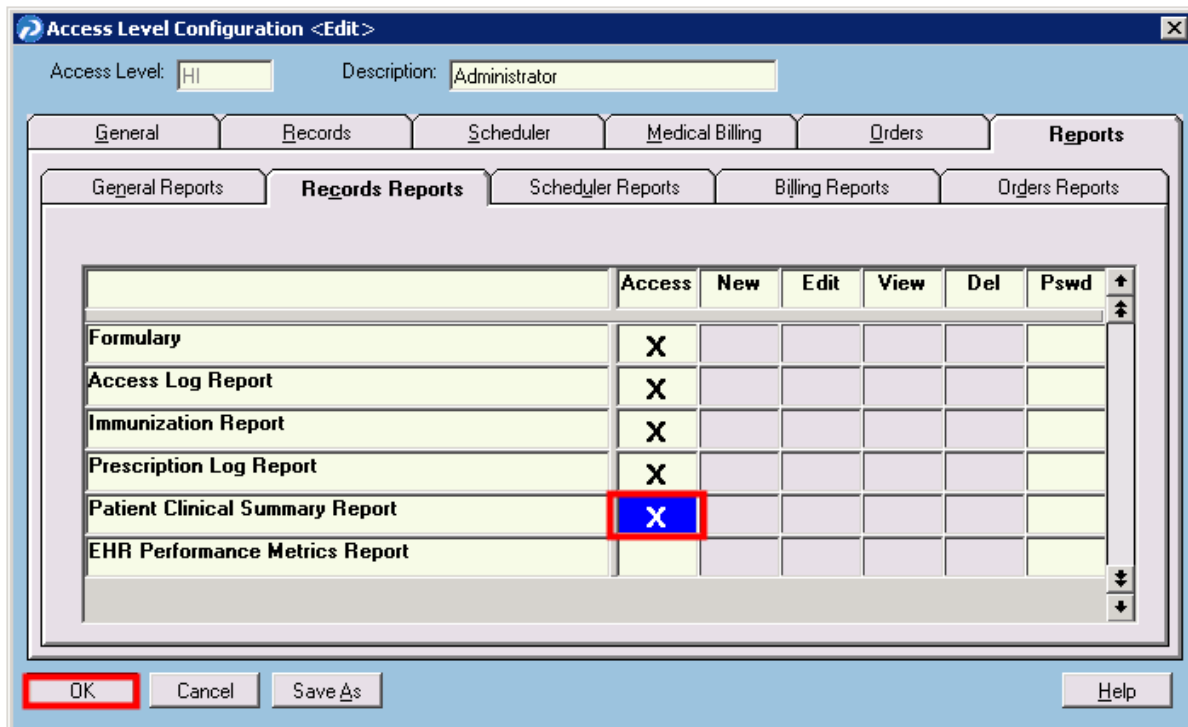 Access Level Configuration <Edit>
Access Level: HI Description: Administrator
General Records Scheduler Medical Billing Orders Reports
General Reports Records Reports Scheduler Reports Billing Reports Orders Reports
Access New Edit View Del Pswd
Formulary X
Access Log Report X
Immunization Report X
Prescription Log Report X
Patient Clinical Summary Report X
EHR Performance Metrics Report
OK Cancel Save As Help